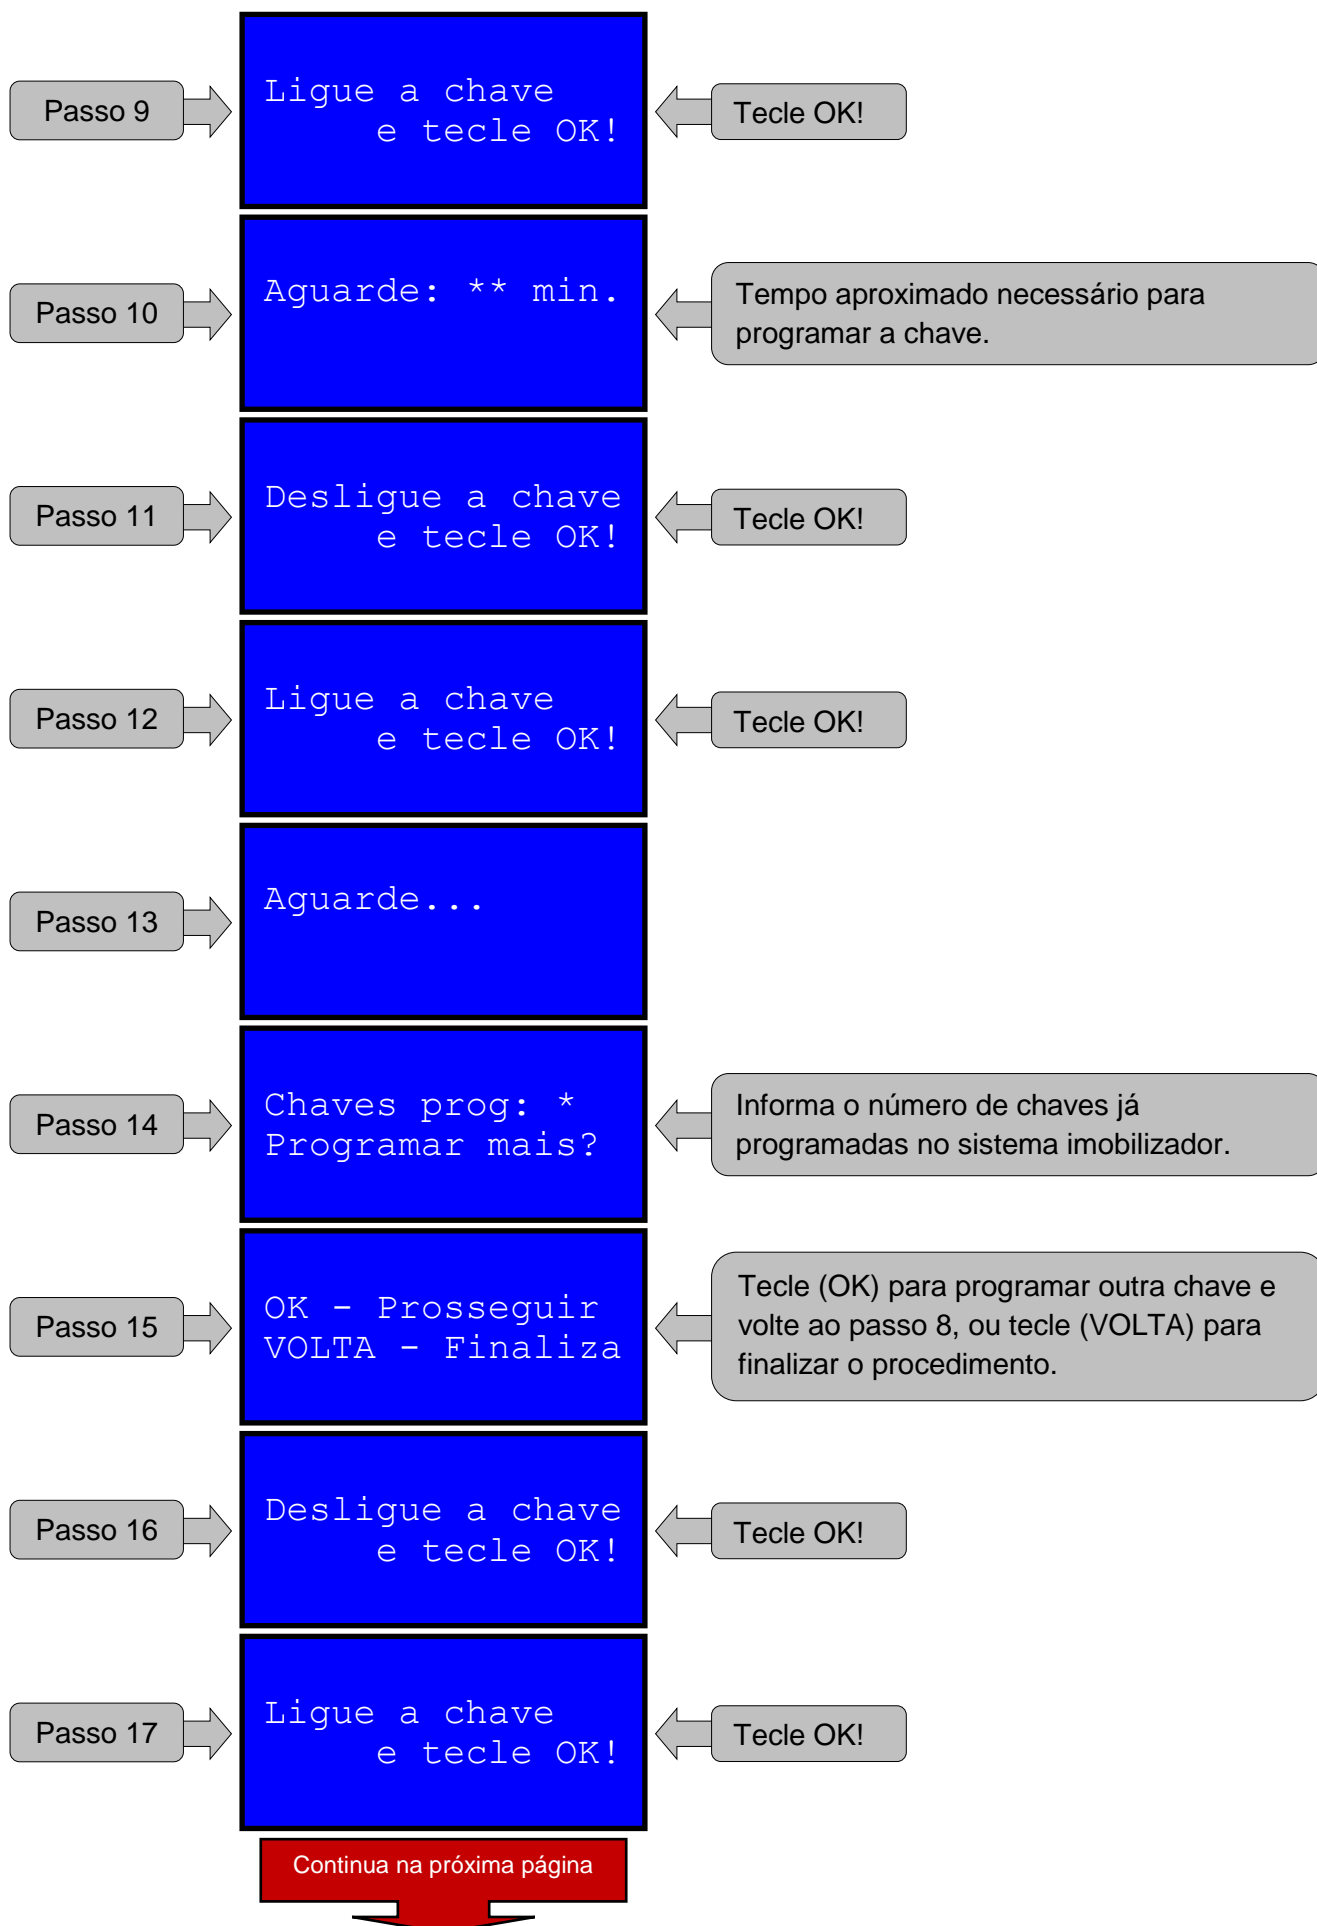 Passo 9
Ligue a chave
e tecle OK!
Tecle OK!
Passo 10
Aguarde: ** min.
Tempo aproximado necessário para
programar a chave.
Passo 11
Desligue a chave
e tecle OK!
Tecle OK!
Passo 12
Ligue a chave
e tecle OK!
Tecle OK!
Passo 13
Aguarde...
Passo 14
Chaves prog: *
Programar mais?
Informa o número de chaves já
programadas no sistema imobilizador.
Passo 15
OK - Prosseguir
VOLTA - Finaliza
Tecle (OK) para programar outra chave e
volte ao passo 8, ou tecle (VOLTA) para
finalizar o procedimento.
Passo 16
Desligue a chave
e tecle OK!
Tecle OK!
Passo 17
Ligue a chave
e tecle OK!
Tecle OK!
Continua na próxima página